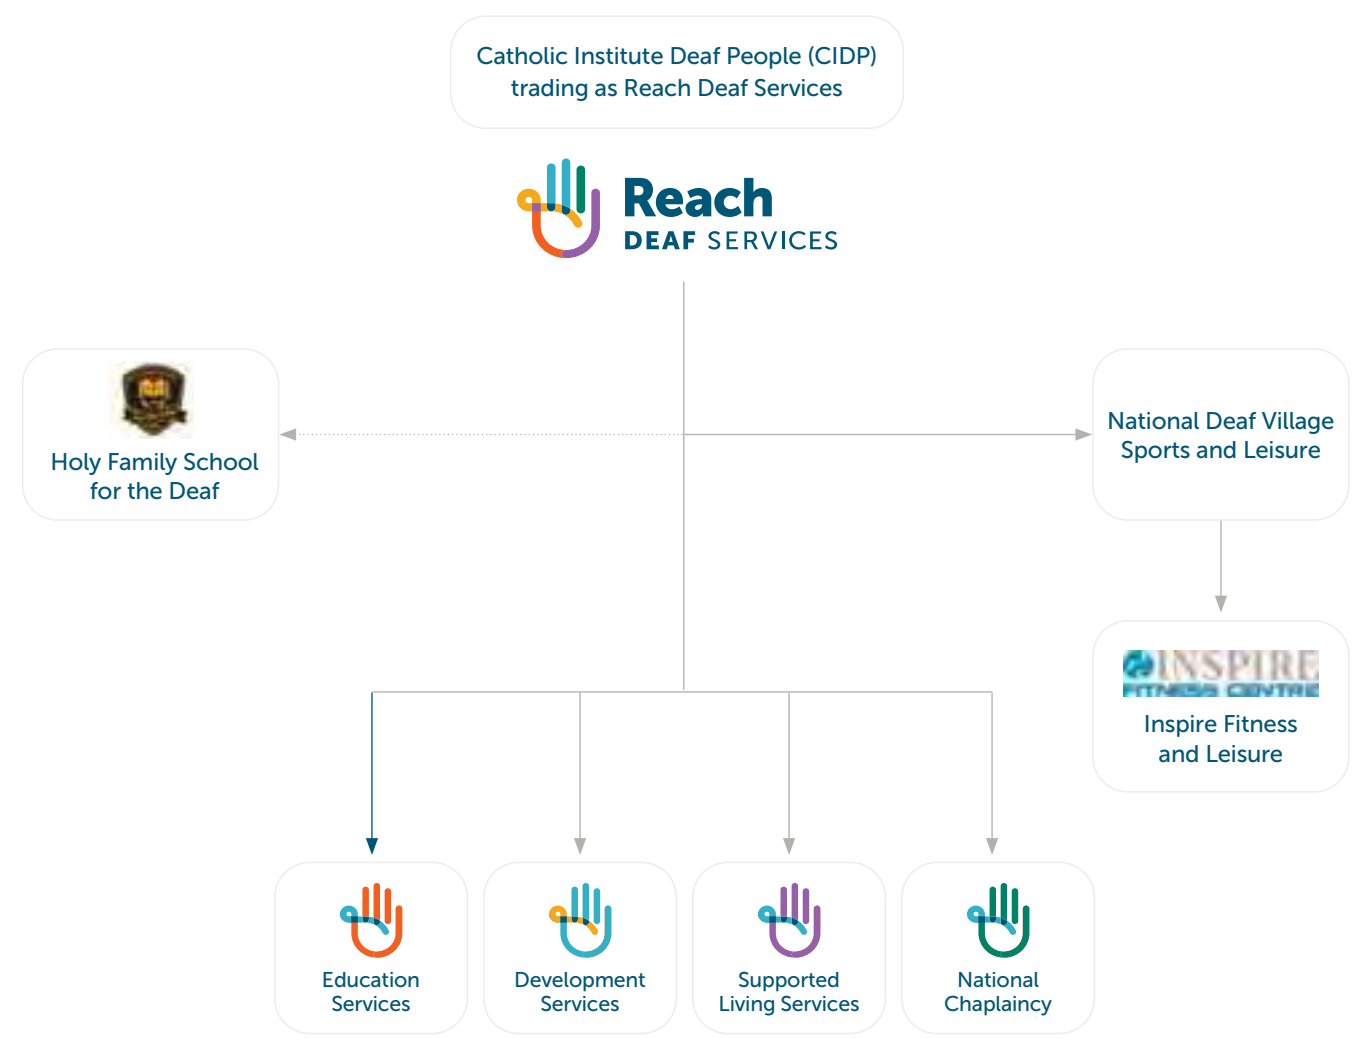 Catholic Institute Deaf People (CIDP)
trading as Reach Deaf Services
Reach
DEAF SERVICES
Holy Family School
for the Deaf
National Deaf Village
Sports and Leisure
INSPIRE
FITNESS CENTRE
Inspire Fitness
and Leisure
Education
Services
Development
Services
Supported
Living Services
National
Chaplaincy